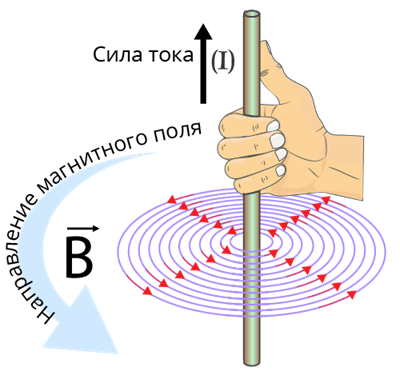 Сила тока
(I)
Направление магнитного поля
B